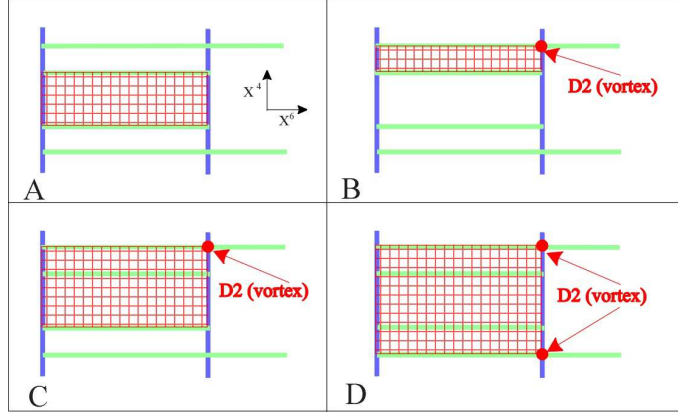 X⁴
X⁶
A
D2 (vortex)
B
D2 (vortex)
C
D2 (vortex)
D